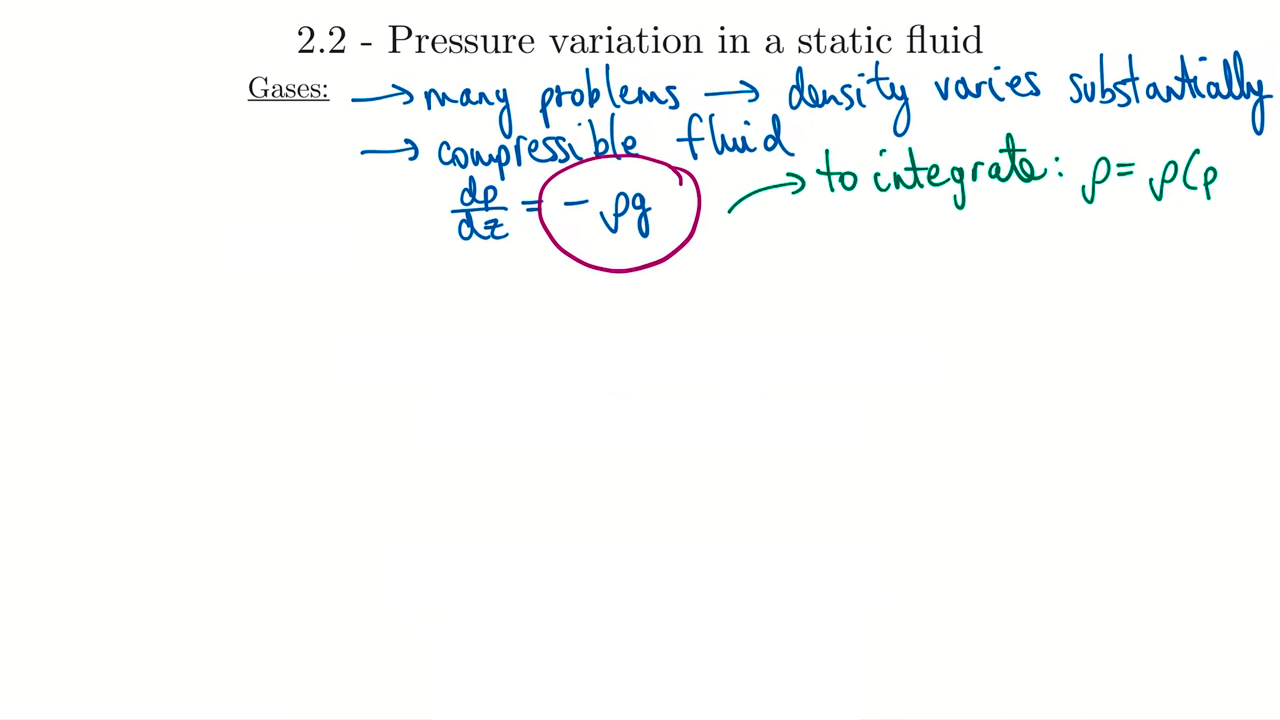 2.2 - Pressure variation in a static fluid
Gases: → many problems → density varies substantially
→ compressible fluid
dp/dz = - ρg → to integrate: ρ = ρ(p